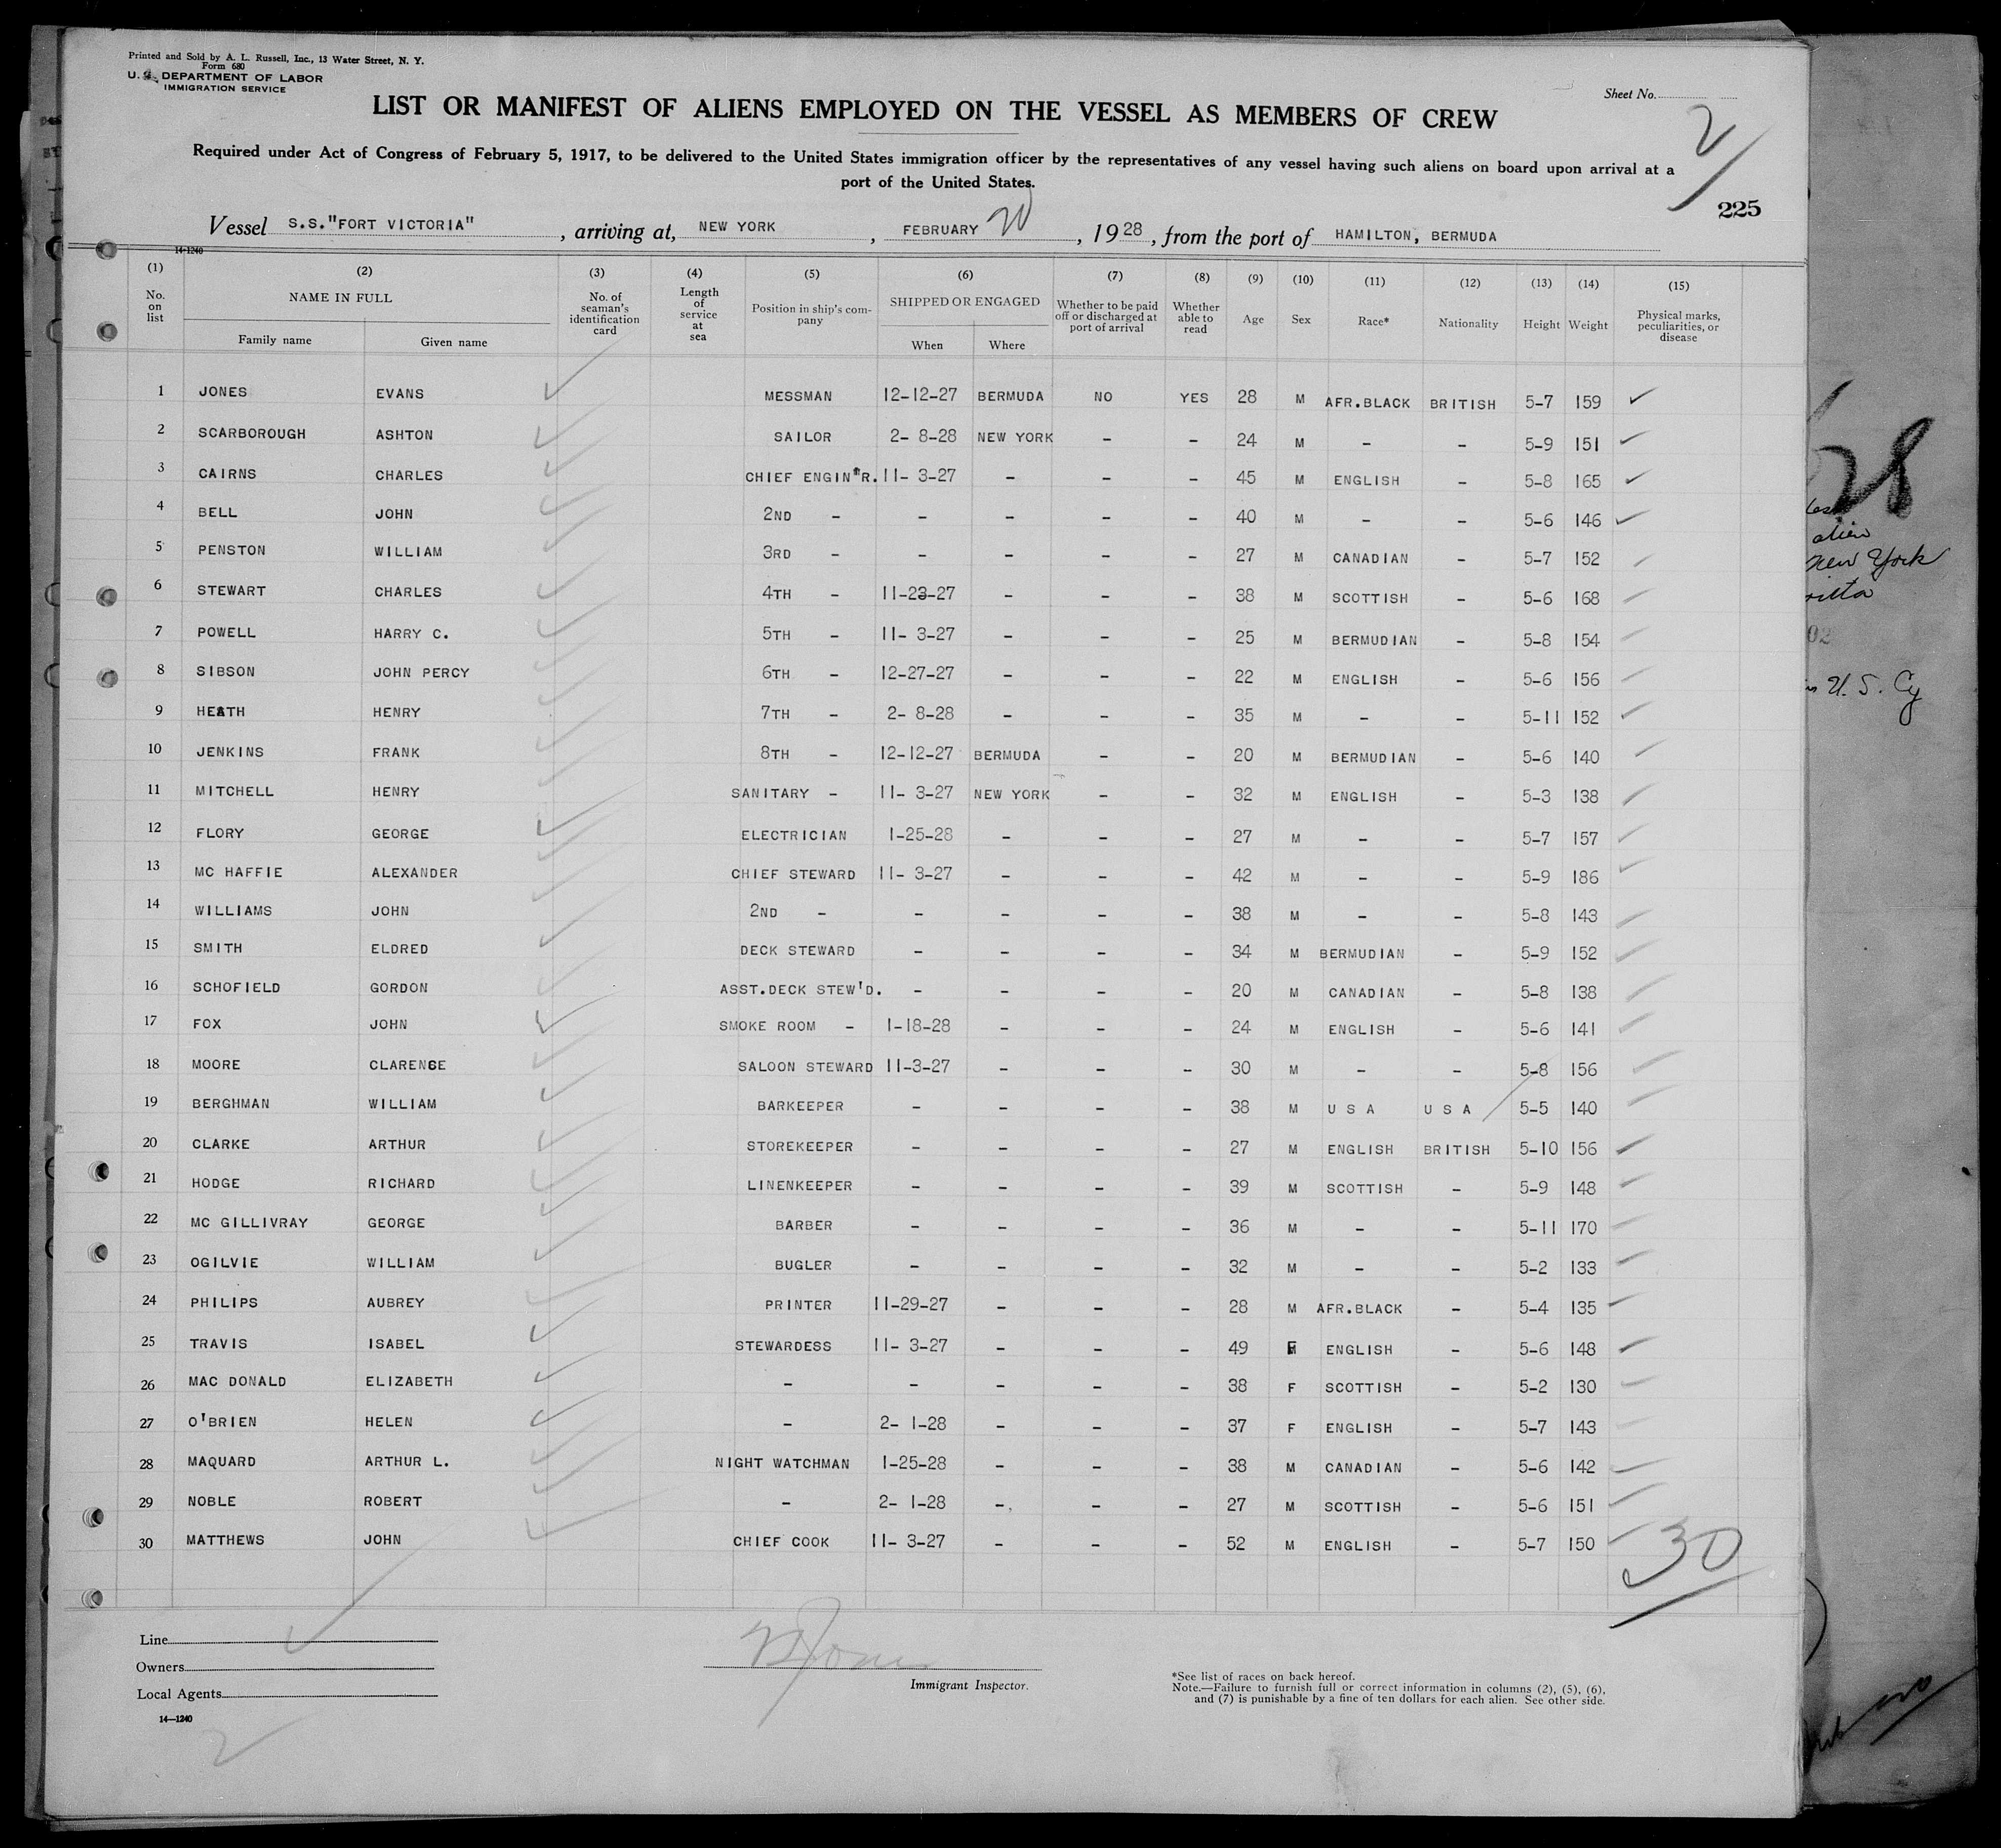 Printed and Sold by A. L. Russell, Inc., 13 Water Street, N. Y.
Form 680
U. S. DEPARTMENT OF LABOR
IMMIGRATION SERVICE
Sheet No. 2
LIST OR MANIFEST OF ALIENS EMPLOYED ON THE VESSEL AS MEMBERS OF CREW
Required under Act of Congress of February 5, 1917, to be delivered to the United States immigration officer by the representatives of any vessel having such aliens on board upon arrival at a
port of the United States.
225
Vessel S.S."FORT VICTORIA", arriving at, NEW YORK, FEBRUARY 20, 1928, from the port of HAMILTON, BERMUDA
14-1240
(1) (2) (3) (4) (5) (6) (7) (8) (9) (10) (11) (12) (13) (14) (15)
No. on list NAME IN FULL Family name Given name No. of seaman's identification card Length of service at sea Position in ship's company SHIPPED OR ENGAGED When Where Whether to be paid off or discharged at port of arrival Whether able to read Age Sex Race* Nationality Height Weight Physical marks, peculiarities, or disease
1 JONES EVANS MESSMAN 12-12-27 BERMUDA NO YES 28 M AFR.BLACK BRITISH 5-7 159
2 SCARBOROUGH ASHTON SAILOR 2- 8-28 NEW YORK - - 24 M - - 5-9 151
3 CAIRNS CHARLES CHIEF ENGIN'R. 11- 3-27 - - - 45 M ENGLISH - 5-8 165
4 BELL JOHN 2ND - - - - - 40 M - - 5-6 146
5 PENSTON WILLIAM 3RD - - - - - 27 M CANADIAN - 5-7 152
6 STEWART CHARLES 4TH - 11-23-27 - - - 38 M SCOTTISH - 5-6 168
7 POWELL HARRY C. 5TH - 11- 3-27 - - - 25 M BERMUDIAN - 5-8 154
8 SIBSON JOHN PERCY 6TH - 12-27-27 - - - 22 M ENGLISH - 5-6 156
9 HEATH HENRY 7TH - 2- 8-28 - - - 35 M - - 5-11 152
10 JENKINS FRANK 8TH - 12-12-27 BERMUDA - - 20 M BERMUDIAN - 5-6 140
11 MITCHELL HENRY SANITARY - 11- 3-27 NEW YORK - - 32 M ENGLISH - 5-3 138
12 FLORY GEORGE ELECTRICIAN 1-25-28 - - - 27 M - - 5-7 157
13 MC HAFFIE ALEXANDER CHIEF STEWARD 11- 3-27 - - - 42 M - - 5-9 186
14 WILLIAMS JOHN 2ND - - - - - 38 M - - 5-8 143
15 SMITH ELDRED DECK STEWARD - - - - 34 M BERMUDIAN - 5-9 152
16 SCHOFIELD GORDON ASST.DECK STEW'D. - - - - 20 M CANADIAN - 5-8 138
17 FOX JOHN SMOKE ROOM - 1-18-28 - - - 24 M ENGLISH - 5-6 141
18 MOORE CLARENCE SALOON STEWARD 11-3-27 - - - 30 M - - 5-8 156
19 BERGHMAN WILLIAM BARKEEPER - - - - 38 M U S A U S A 5-5 140
20 CLARKE ARTHUR STOREKEEPER - - - - 27 M ENGLISH BRITISH 5-10 156
21 HODGE RICHARD LINENKEEPER - - - - 39 M SCOTTISH - 5-9 148
22 MC GILLIVRAY GEORGE BARBER - - - - 36 M - - 5-11 170
23 OGILVIE WILLIAM BUGLER - - - - 32 M - - 5-2 133
24 PHILIPS AUBREY PRINTER 11-29-27 - - - 28 M AFR.BLACK - 5-4 135
25 TRAVIS ISABEL STEWARDESS 11- 3-27 - - - 49 F ENGLISH - 5-6 148
26 MAC DONALD ELIZABETH - - - - - 38 F SCOTTISH - 5-2 130
27 O'BRIEN HELEN - 2- 1-28 - - - 37 F ENGLISH - 5-7 143
28 MAQUARD ARTHUR L. NIGHT WATCHMAN 1-25-28 - - - 38 M CANADIAN - 5-6 142
29 NOBLE ROBERT - 2- 1-28 - - - 27 M SCOTTISH - 5-6 151
30 MATTHEWS JOHN CHIEF COOK 11- 3-27 - - - 52 M ENGLISH - 5-7 150
30
Line
Owners
Local Agents
14—1240
2
Immigrant Inspector.
*See list of races on back hereof.
Note.—Failure to furnish full or correct information in columns (2), (5), (6),
and (7) is punishable by a fine of ten dollars for each alien. See other side.
28
alien
New York
U. S. Cy